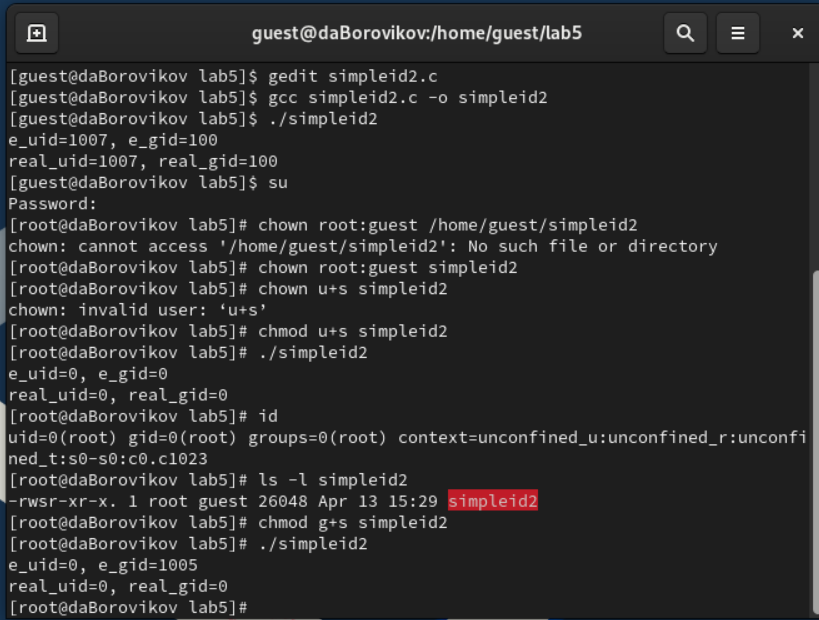 guest@daBorovikov:/home/guest/lab5
[guest@daBorovikov lab5]$ gedit simpleid2.c
[guest@daBorovikov lab5]$ gcc simpleid2.c -o simpleid2
[guest@daBorovikov lab5]$ ./simpleid2
e_uid=1007, e_gid=100
real_uid=1007, real_gid=100
[guest@daBorovikov lab5]$ su
Password:
[root@daBorovikov lab5]# chown root:guest /home/guest/simpleid2
chown: cannot access '/home/guest/simpleid2': No such file or directory
[root@daBorovikov lab5]# chown root:guest simpleid2
[root@daBorovikov lab5]# chown u+s simpleid2
chown: invalid user: ‘u+s’
[root@daBorovikov lab5]# chmod u+s simpleid2
[root@daBorovikov lab5]# ./simpleid2
e_uid=0, e_gid=0
real_uid=0, real_gid=0
[root@daBorovikov lab5]# id
uid=0(root) gid=0(root) groups=0(root) context=unconfined_u:unconfined_r:unconfi
ned_t:s0-s0:c0.c1023
[root@daBorovikov lab5]# ls -l simpleid2
-rwsr-xr-x. 1 root guest 26048 Apr 13 15:29 simpleid2
[root@daBorovikov lab5]# chmod g+s simpleid2
[root@daBorovikov lab5]# ./simpleid2
e_uid=0, e_gid=1005
real_uid=0, real_gid=0
[root@daBorovikov lab5]#